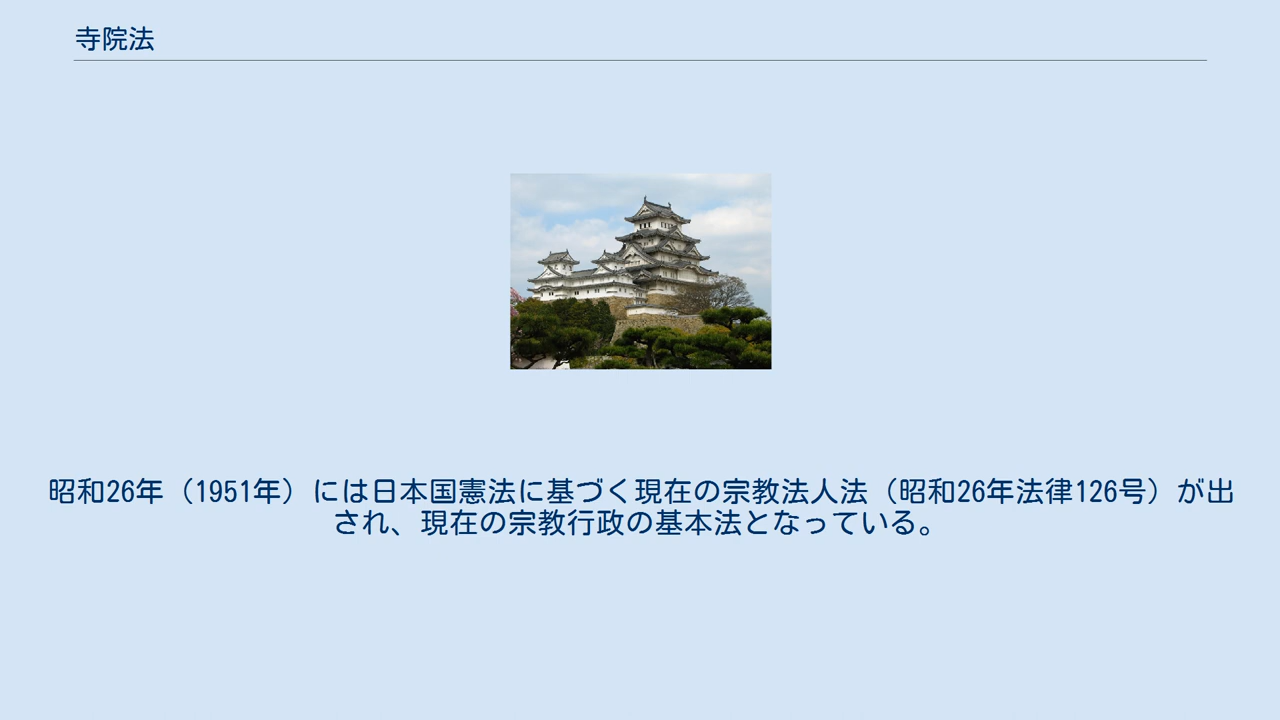 寺院法
昭和26年（1951年）には日本国憲法に基づく現在の宗教法人法（昭和26年法律126号）が出
され、現在の宗教行政の基本法となっている。